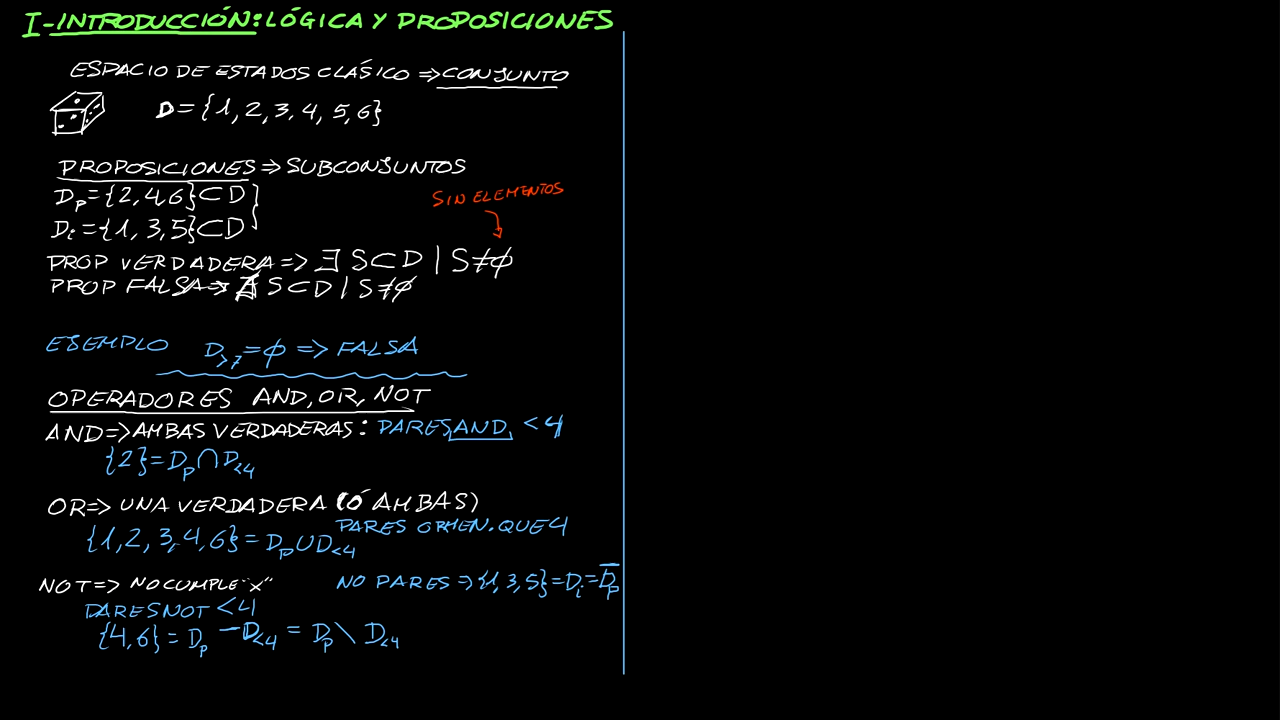 I-INTRODUCCIÓN: LÓGICA Y PROPOSICIONES
ESPACIO DE ESTADOS CLÁSICO => CONJUNTO
D = {1, 2, 3, 4, 5, 6}
PROPOSICIONES => SUBCONJUNTOS
Dp = {2, 4, 6} ⊂ D
SIN ELEMENTOS
Di = {1, 3, 5} ⊂ D
PROP VERDADERA => ∃ S ⊂ D | S ≠ ϕ
PROP FALSA => ∄ S ⊂ D | S ≠ ϕ
EJEMPLO D>7 = ϕ => FALSA
OPERADORES AND, OR, NOT
AND => AMBAS VERDADERAS: PARES AND < 4
{2} = Dp ∩ D<4
OR => UNA VERDADERA (Ó AMBAS)
PARES OR MEN. QUE 4
{1, 2, 3, 4, 6} = Dp ∪ D<4
NOT => NO CUMPLE "X" NO PARES => {1, 3, 5} = Di = D̅p
PARES NOT < 4
{4, 6} = Dp - D<4 = Dp \ D<4